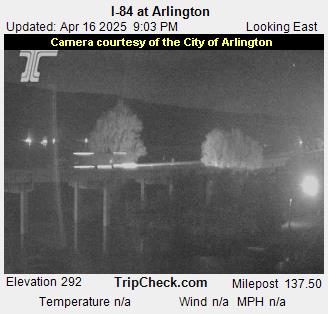 I-84 at Arlington
Updated: Apr 16 2025 9:03 PM Looking East
Camera courtesy of the City of Arlington
Elevation 292 TripCheck.com Milepost 137.50
Temperature n/a Wind n/a MPH n/a